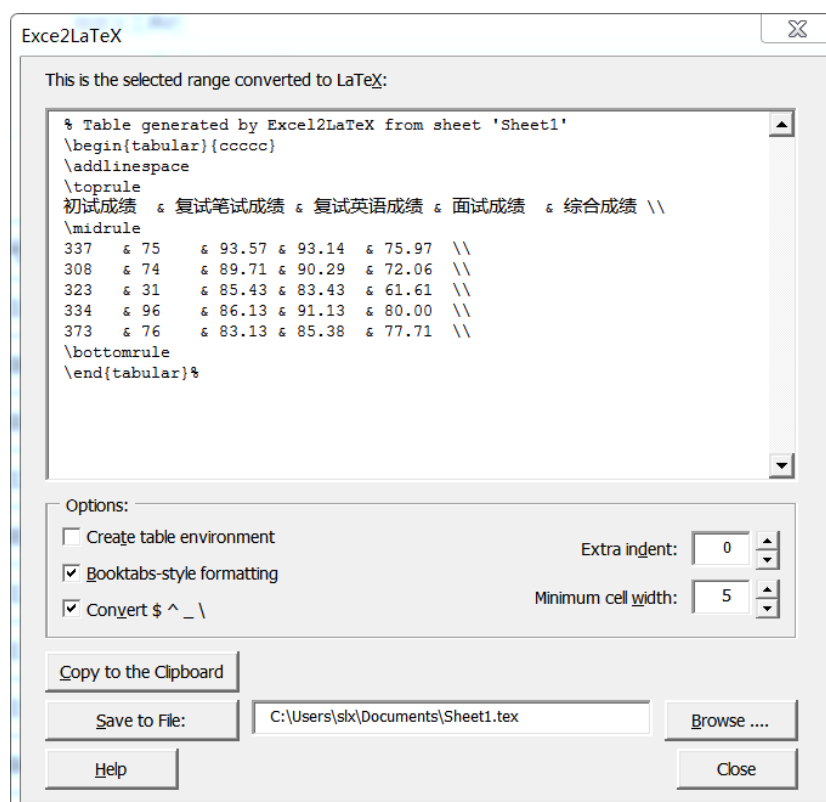 Exce2LaTeX
This is the selected range converted to LaTeX:
% Table generated by Excel2LaTeX from sheet 'Sheet1'
\begin{tabular}{ccccc}
\addlinespace
\toprule
初试成绩 & 复试笔试成绩 & 复试英语成绩 & 面试成绩 & 综合成绩 \\
\midrule
337 & 75 & 93.57 & 93.14 & 75.97 \\
308 & 74 & 89.71 & 90.29 & 72.06 \\
323 & 31 & 85.43 & 83.43 & 61.61 \\
334 & 96 & 86.13 & 91.13 & 80.00 \\
373 & 76 & 83.13 & 85.38 & 77.71 \\
\bottomrule
\end{tabular}%
Options:
Create table environment
Extra indent: 0
Booktabs-style formatting
Minimum cell width: 5
Convert $ ^ _ \
Copy to the Clipboard
Save to File: C:\Users\slx\Documents\Sheet1.tex Browse ....
Help Close